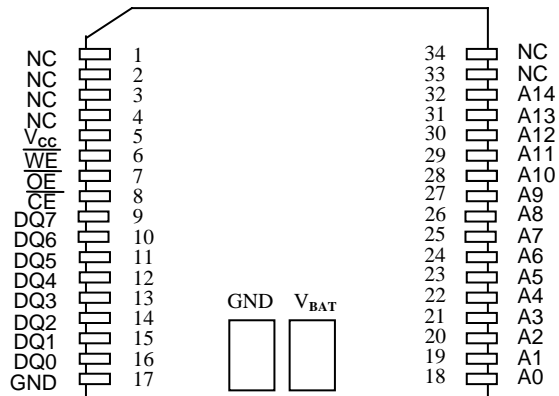 NC 1 34 NC
NC 2 33 NC
NC 3 32 A14
NC 4 31 A13
Vcc 5 30 A12
WE 6 29 A11
OE 7 28 A10
CE 8 27 A9
DQ7 9 26 A8
DQ6 10 25 A7
DQ5 11 24 A6
DQ4 12 23 A5
DQ3 13 GND VBAT 22 A4
DQ2 14 21 A3
DQ1 15 20 A2
DQ0 16 19 A1
GND 17 18 A0